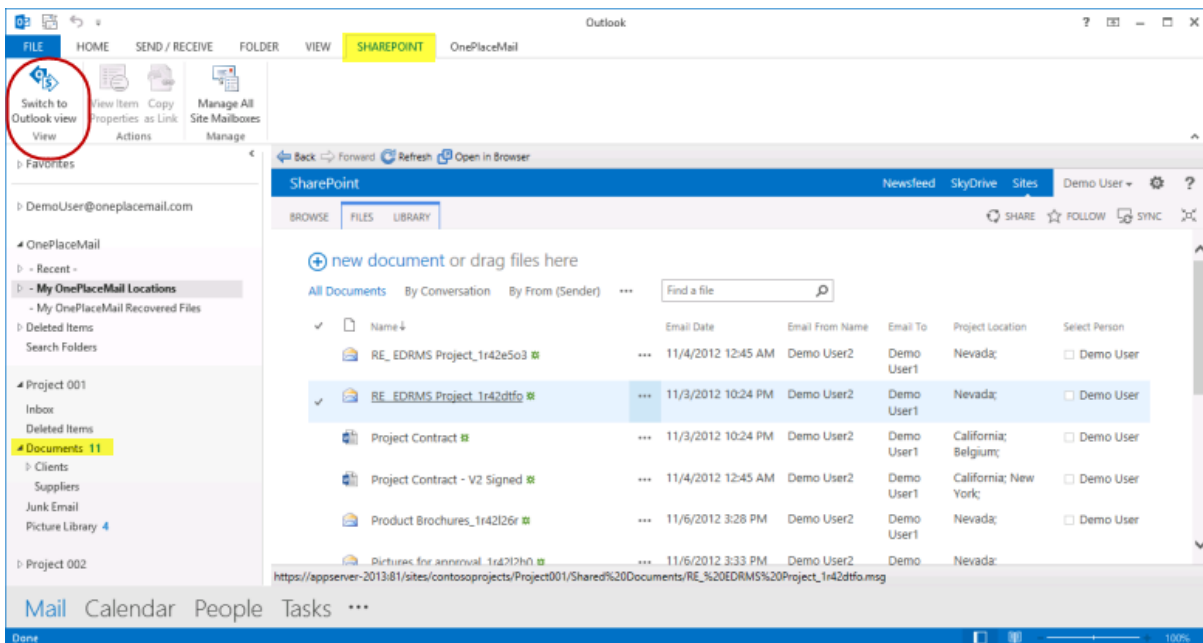 Outlook
FILE HOME SEND / RECEIVE FOLDER VIEW SHAREPOINT OnePlaceMail
Switch to Outlook view
View Item Properties
Copy as Link
Manage All Site Mailboxes
View Actions Manage
Favorites
DemoUser@oneplacemail.com
OnePlaceMail
- Recent -
- My OnePlaceMail Locations
- My OnePlaceMail Recovered Files
Deleted Items
Search Folders
Project 001
Inbox
Deleted Items
Documents 11
Clients
Suppliers
Junk Email
Picture Library 4
Project 002
Back Forward Refresh Open in Browser
SharePoint Newsfeed SkyDrive Sites Demo User ?
BROWSE FILES LIBRARY SHARE FOLLOW SYNC
new document or drag files here
All Documents By Conversation By From (Sender) ••• Find a file
Name Email Date Email From Name Email To Project Location Select Person
RE_ EDRMS Project_1r42e5o3 ••• 11/4/2012 12:45 AM Demo User2 Demo User1 Nevada; Demo User
RE_ EDRMS Project_1r42dtfo ••• 11/3/2012 10:24 PM Demo User2 Demo User1 Nevada; Demo User
Project Contract ••• 11/3/2012 10:24 PM Demo User2 Demo User1 California; Belgium; Demo User
Project Contract - V2 Signed ••• 11/4/2012 12:45 AM Demo User2 Demo User1 California; New York; Demo User
Product Brochures_1r42l26r ••• 11/6/2012 3:28 PM Demo User2 Demo User1 Nevada; Demo User
Pictures for approval_1r42l2h0 ••• 11/6/2012 3:33 PM Demo User2 Demo Nevada;
https://appserver-2013:81/sites/contosoprojects/Project001/Shared%20Documents/RE_%20EDRMS%20Project_1r42dtfo.msg
Mail Calendar People Tasks •••
Done 100%